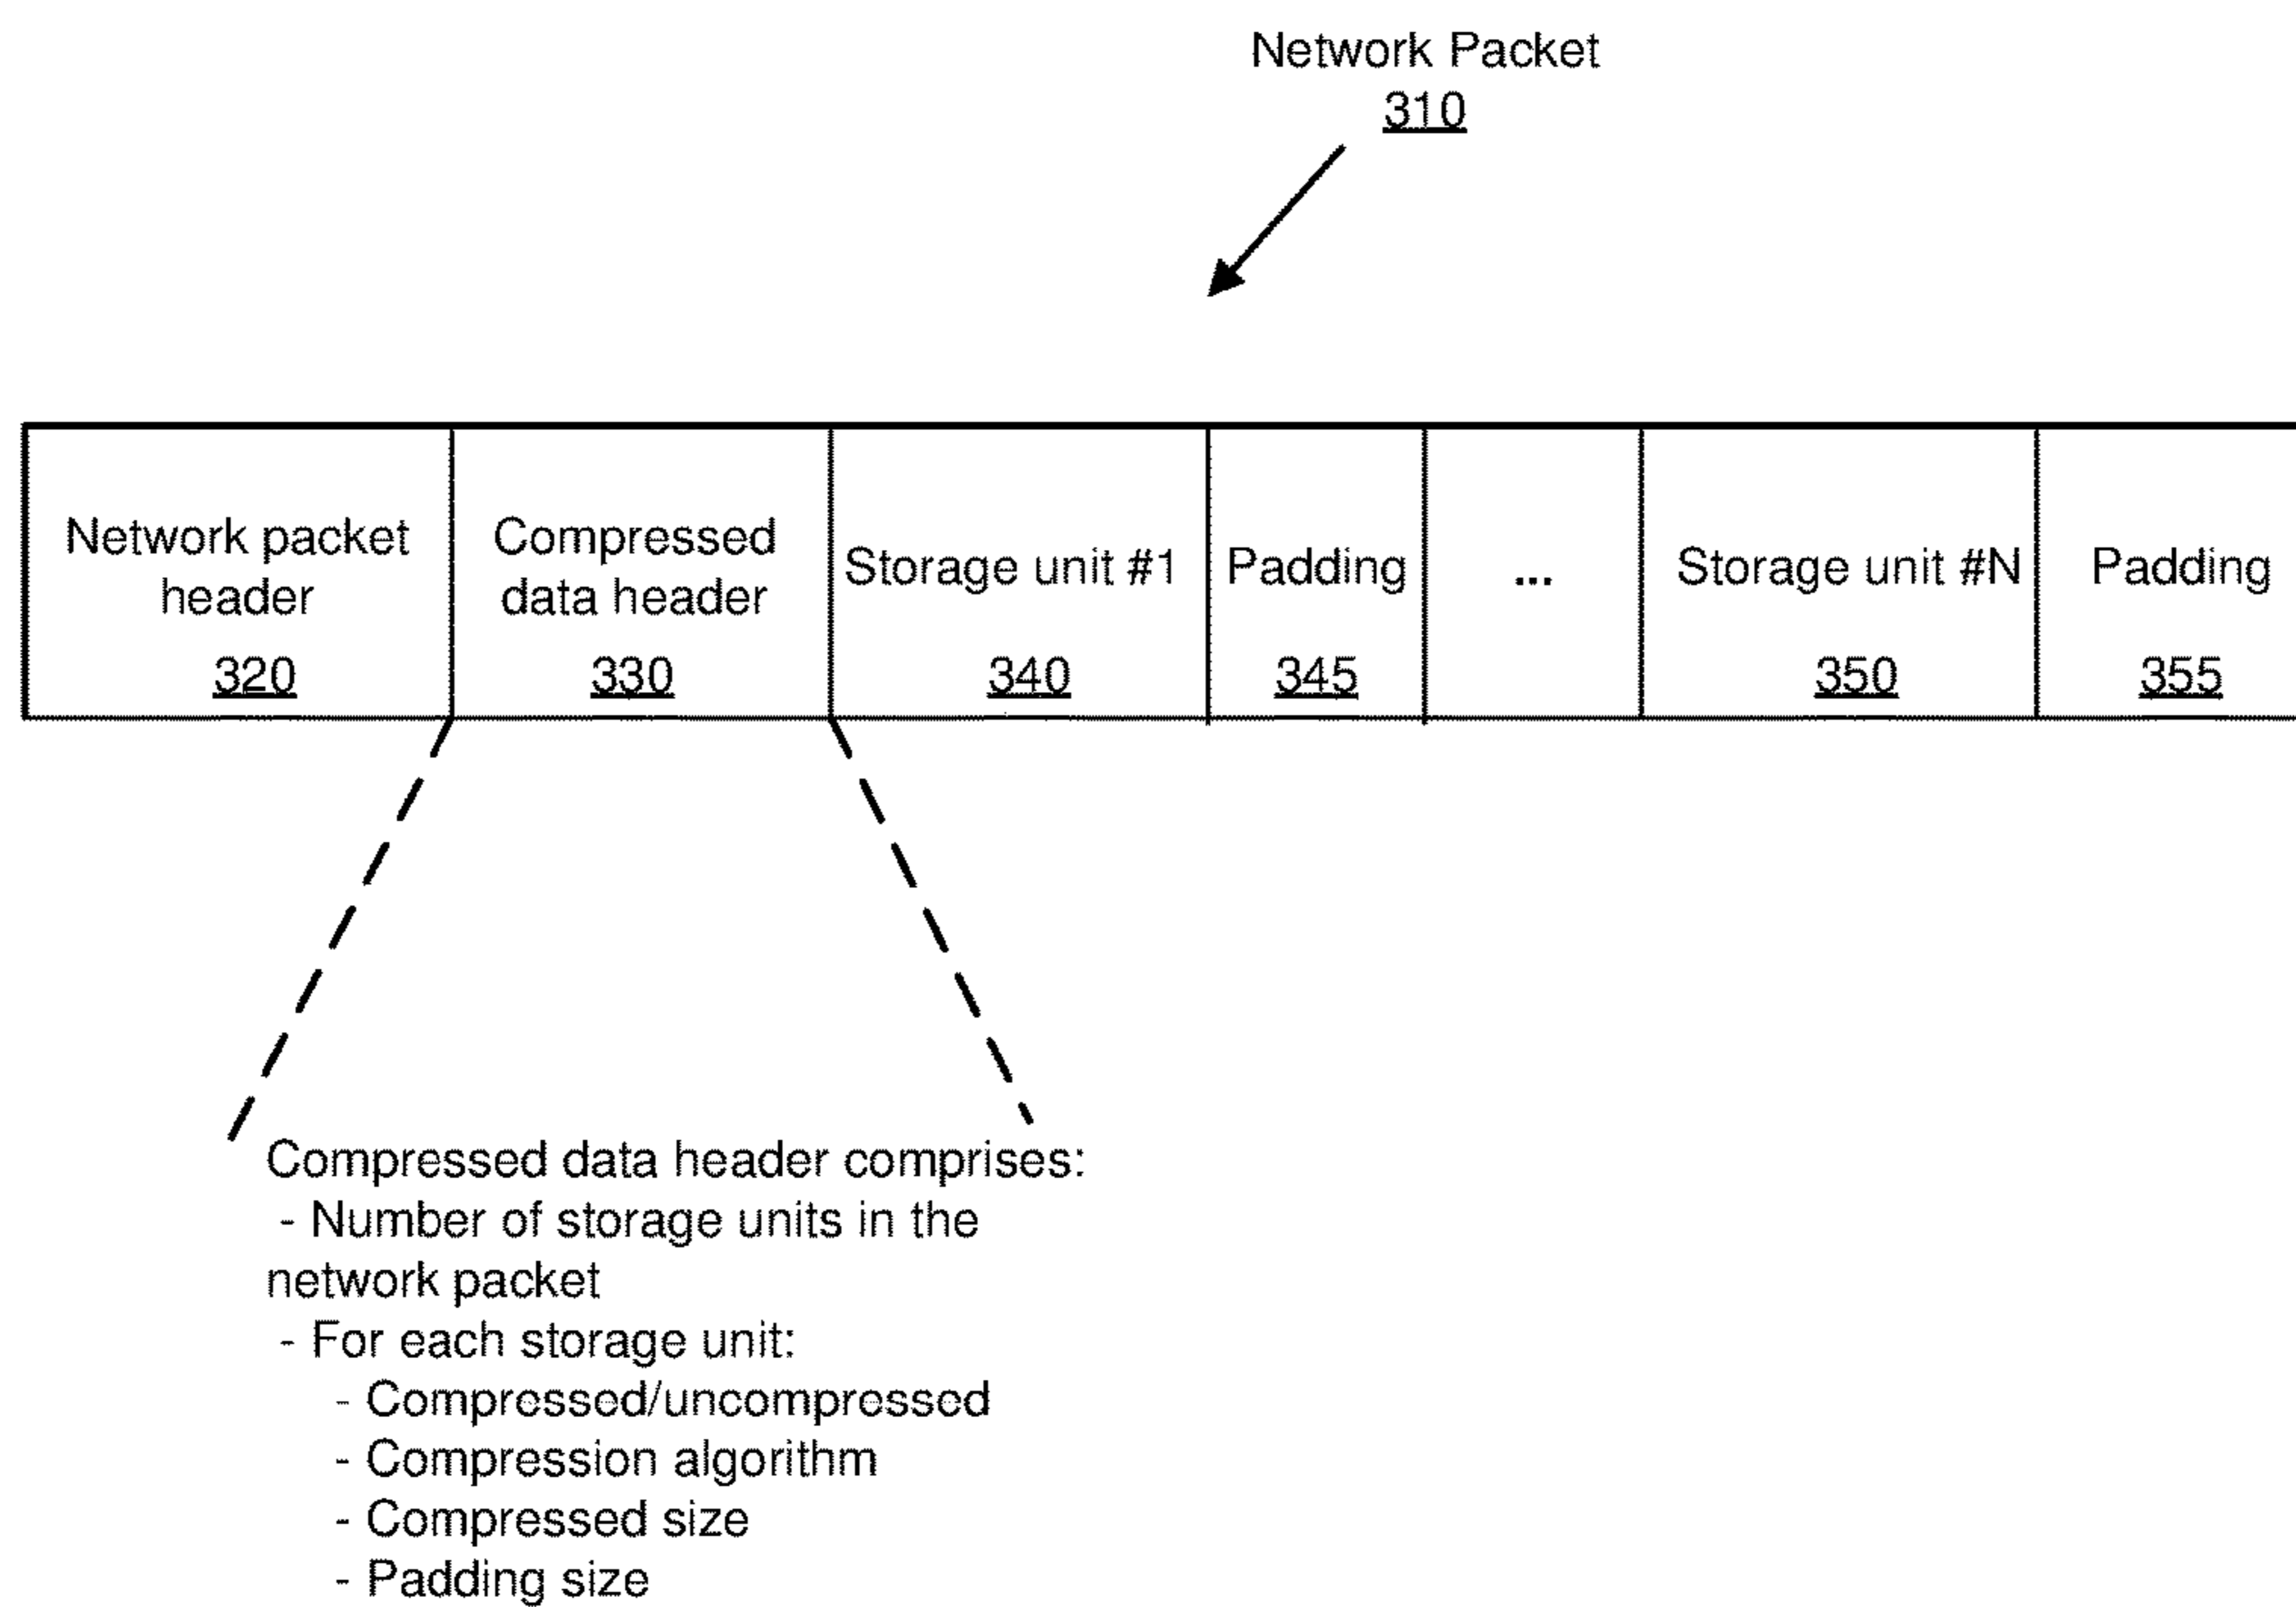 Network Packet
310
Network packet
header
320
Compressed
data header
330
Storage unit #1
340
Padding
345
...
Storage unit #N
350
Padding
355
Compressed data header comprises:
- Number of storage units in the
network packet
- For each storage unit:
- Compressed/uncompressed
- Compression algorithm
- Compressed size
- Padding size